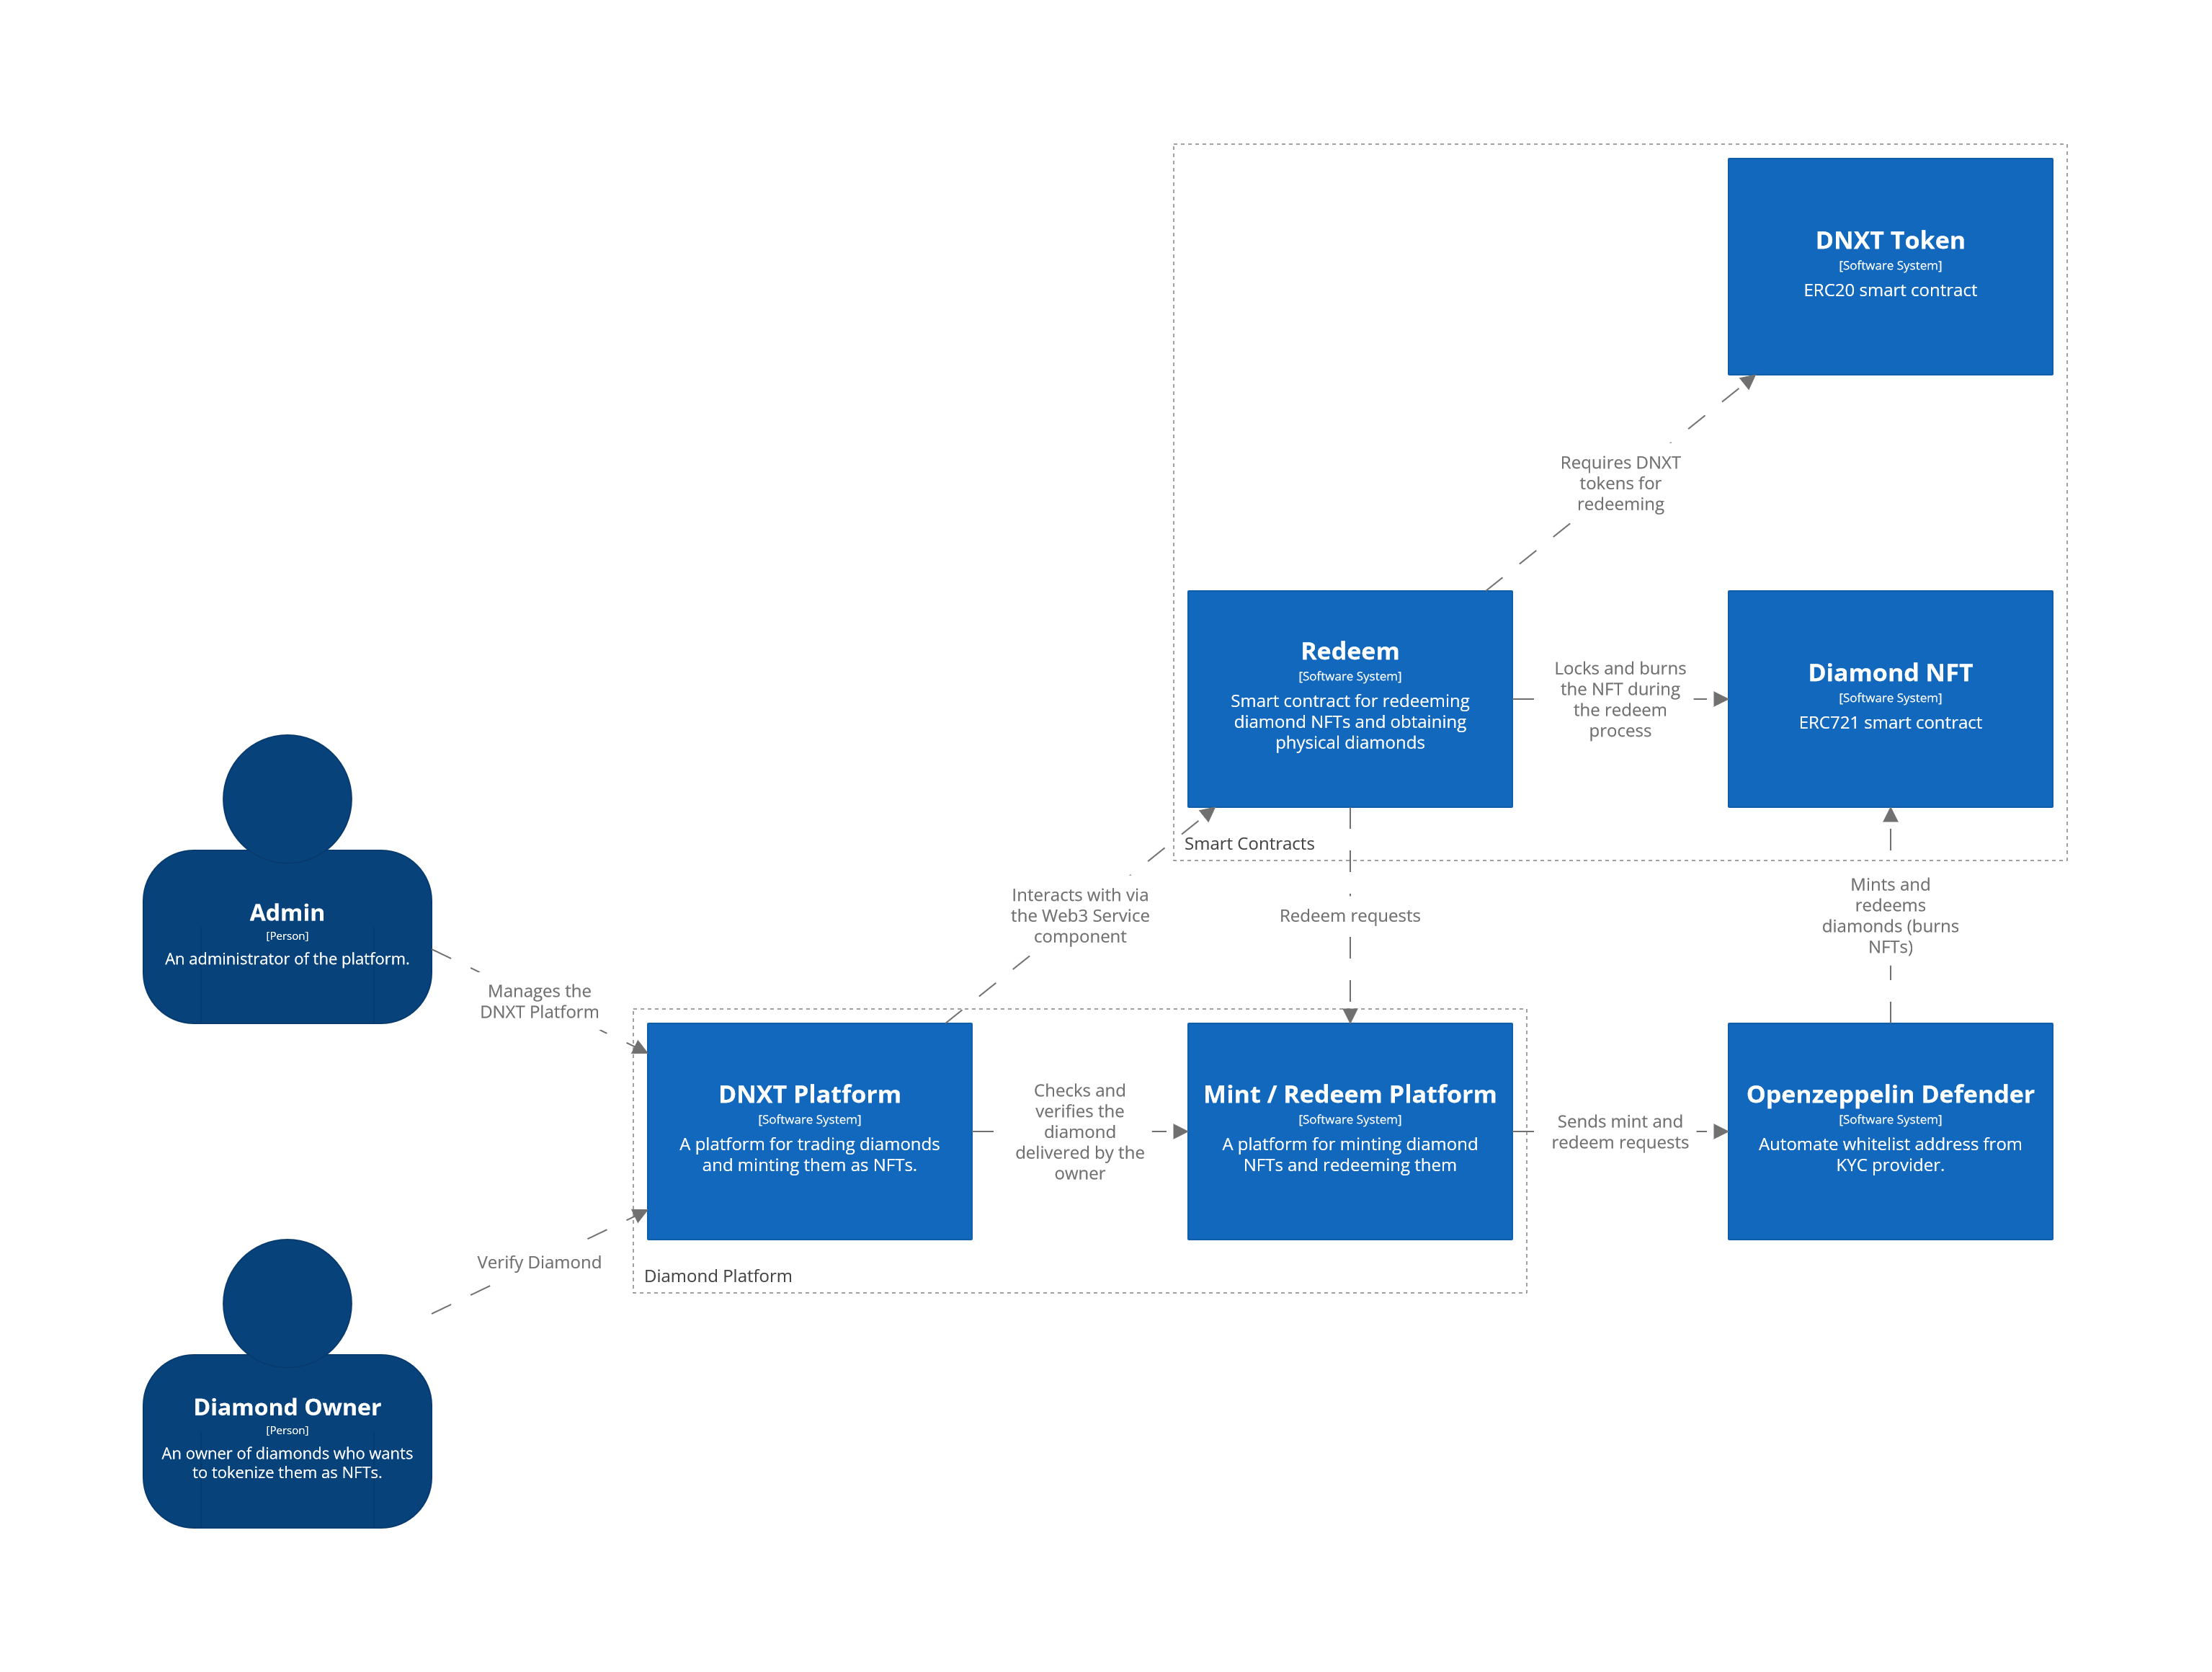 DNXT Token
[Software System]
ERC20 smart contract
Requires DNXT
tokens for
redeeming
Redeem
[Software System]
Smart contract for redeeming
diamond NFTs and obtaining
physical diamonds
Locks and burns
the NFT during
the redeem
process
Diamond NFT
[Software System]
ERC721 smart contract
Smart Contracts
Admin
[Person]
An administrator of the platform.
Interacts with via
the Web3 Service
component
Redeem requests
Mints and
redeems
diamonds (burns
NFTs)
Manages the
DNXT Platform
DNXT Platform
[Software System]
A platform for trading diamonds
and minting them as NFTs.
Checks and
verifies the
diamond
delivered by the
owner
Mint / Redeem Platform
[Software System]
A platform for minting diamond
NFTs and redeeming them
Sends mint and
redeem requests
Openzeppelin Defender
[Software System]
Automate whitelist address from
KYC provider.
Verify Diamond
Diamond Platform
Diamond Owner
[Person]
An owner of diamonds who wants
to tokenize them as NFTs.